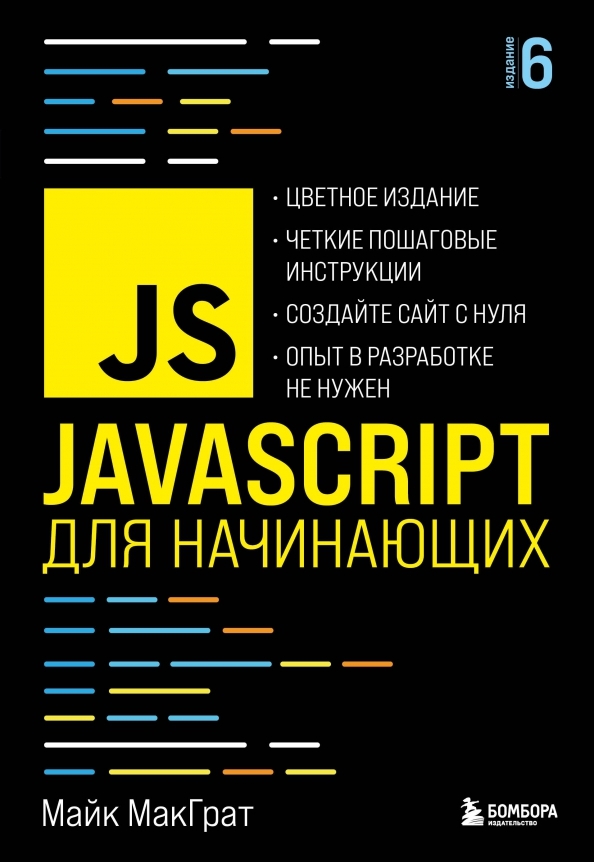 издание 6
• ЦВЕТНОЕ ИЗДАНИЕ
• ЧЕТКИЕ ПОШАГОВЫЕ
ИНСТРУКЦИИ
• СОЗДАЙТЕ САЙТ С НУЛЯ
• ОПЫТ В РАЗРАБОТКЕ
НЕ НУЖЕН
JS
JAVASCRIPT
ДЛЯ НАЧИНАЮЩИХ
Майк МакГрат
БОМБОРА
ИЗДАТЕЛЬСТВО